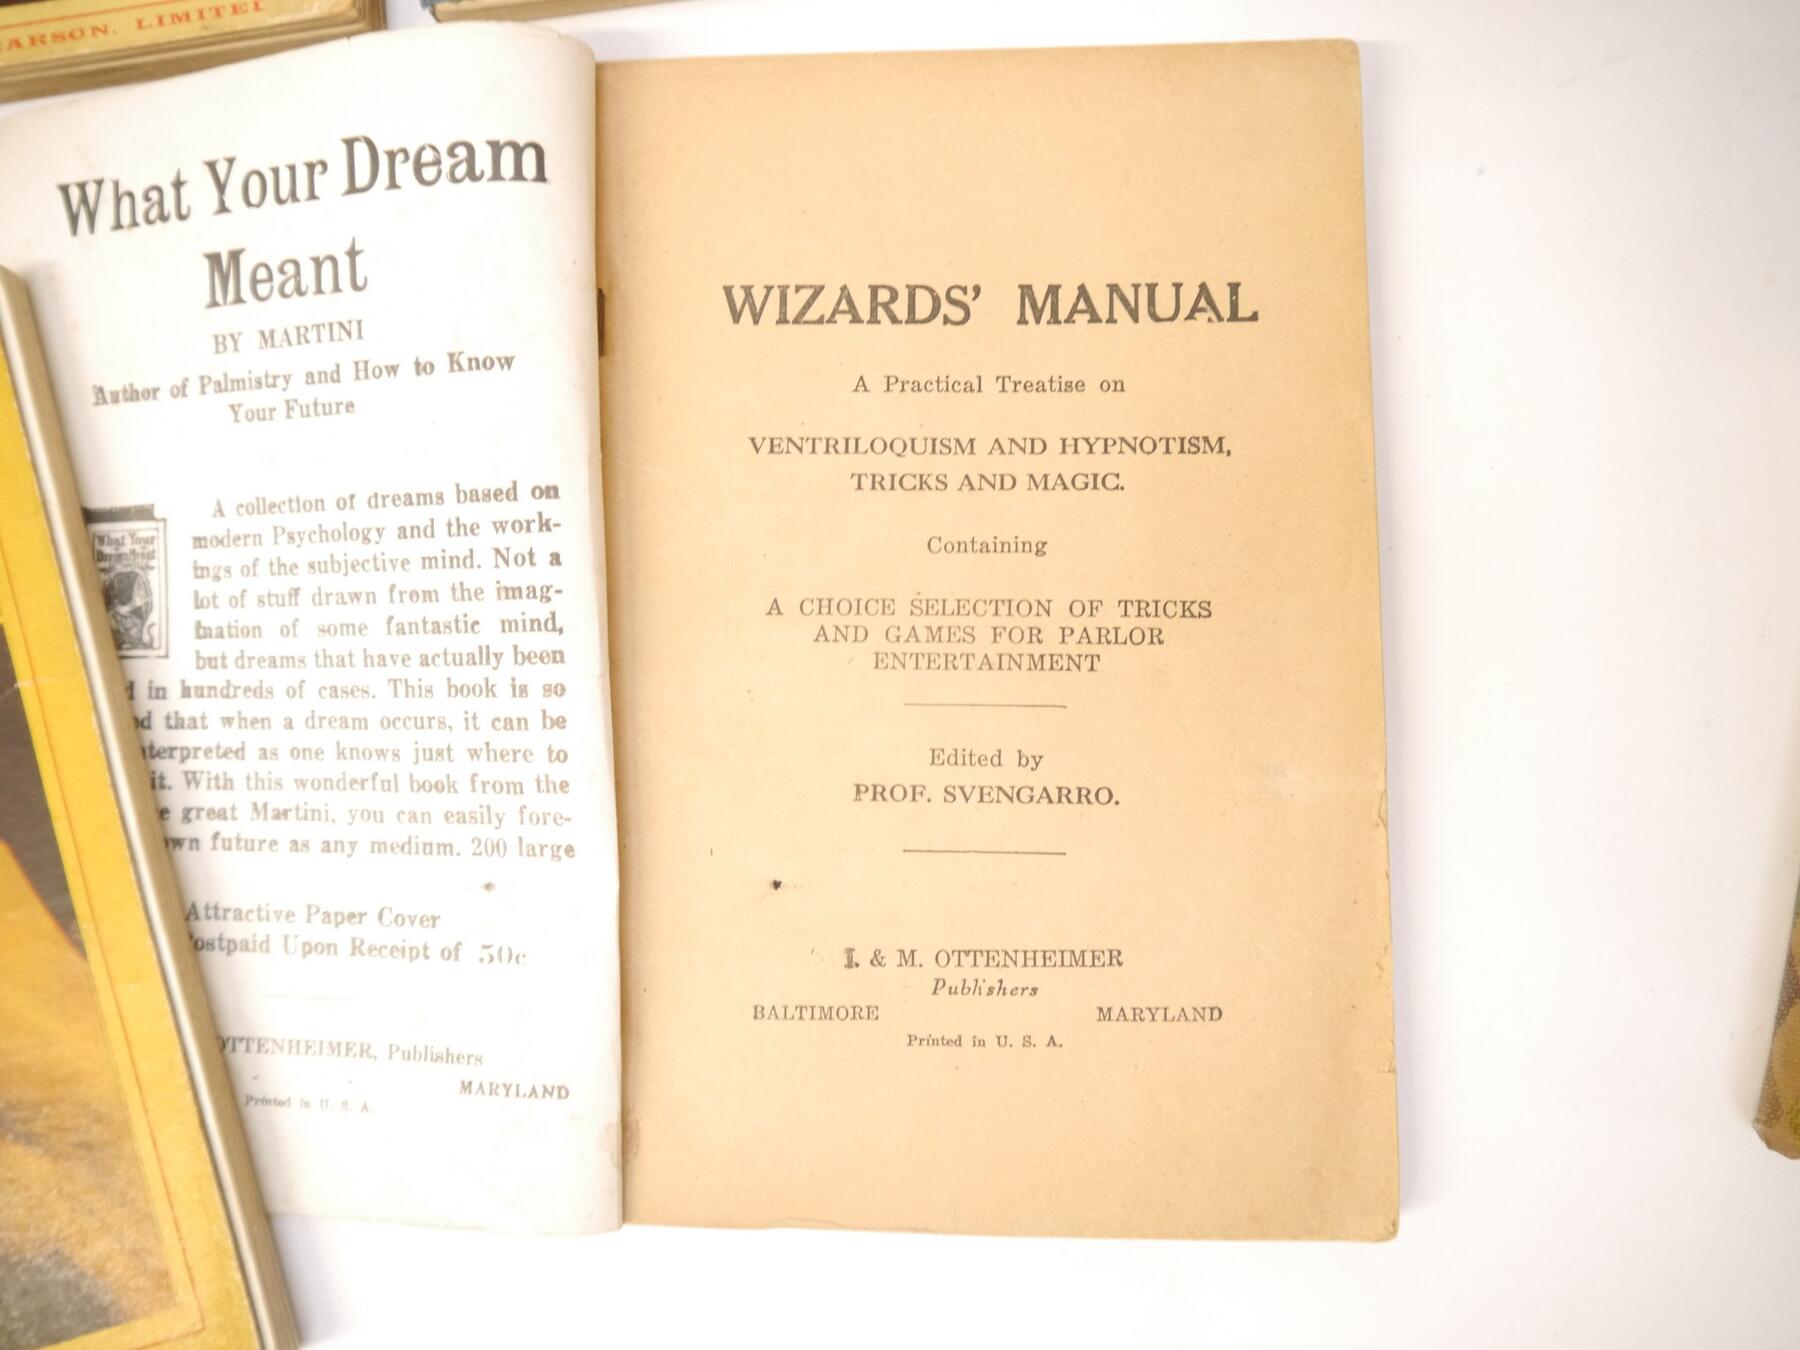 ARSON, LIMITED
What Your Dream
Meant
BY MARTINI
Author of Palmistry and How to Know
Your Future
What Your
Dream Meant
A collection of dreams based on
modern Psychology and the work-
ings of the subjective mind. Not a
lot of stuff drawn from the imag-
ination of some fantastic mind,
but dreams that have actually been
in hundreds of cases. This book is so
that when a dream occurs, it can be
interpreted as one knows just where to
it. With this wonderful book from the
great Martini, you can easily fore-
own future as any medium. 200 large
Attractive Paper Cover
Postpaid Upon Receipt of 50c
OTTENHEIMER, Publishers
MARYLAND
Printed in U. S. A.
WIZARDS' MANUAL
A Practical Treatise on
VENTRILOQUISM AND HYPNOTISM,
TRICKS AND MAGIC.
Containing
A CHOICE SELECTION OF TRICKS
AND GAMES FOR PARLOR
ENTERTAINMENT
Edited by
PROF. SVENGARRO.
I. & M. OTTENHEIMER
Publishers
BALTIMORE MARYLAND
Printed in U. S. A.